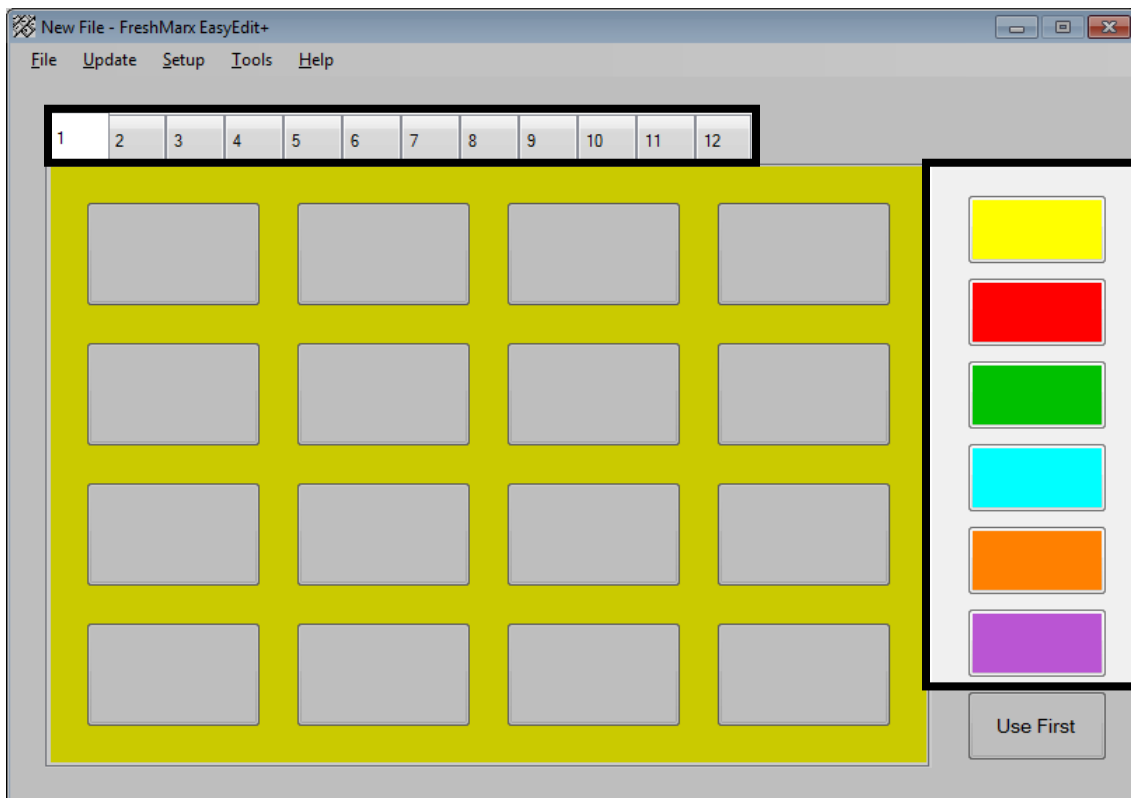 New File - FreshMarx EasyEdit+
File Update Setup Tools Help
1 2 3 4 5 6 7 8 9 10 11 12
Use First